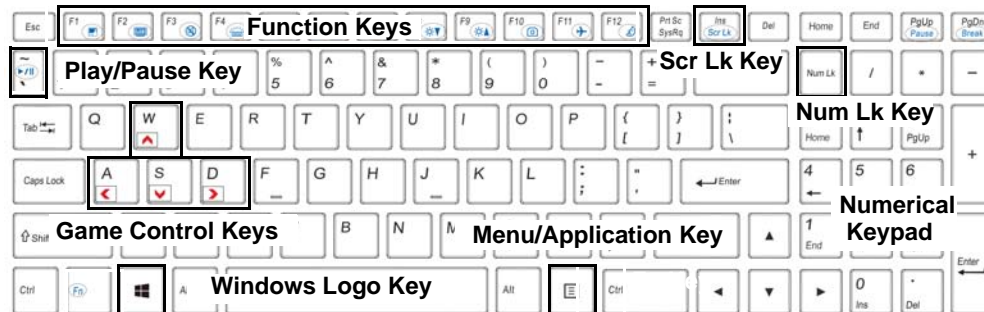 Esc F1 F2 F3 F4 Function Keys F9 F10 F11 F12 Prt Sc SysRq Ins Scr Lk Del Home End PgUp Pause PgDn Break
~ ` Play/Pause Key % 5 ^ 6 & 7 * 8 ( 9 ) 0 _ - + = Scr Lk Key Num Lk / * -
Tab Q W E R T Y U I O P { [ } ] | \ Num Lk Key Home PgUp +
Caps Lock A S D F G H J K L : ; " ' Enter 4 5 6
Shift Game Control Keys B N Menu/Application Key 1 End Numerical Keypad
Ctrl Fn Windows Logo Key Alt Ctrl 0 Ins . Del Enter